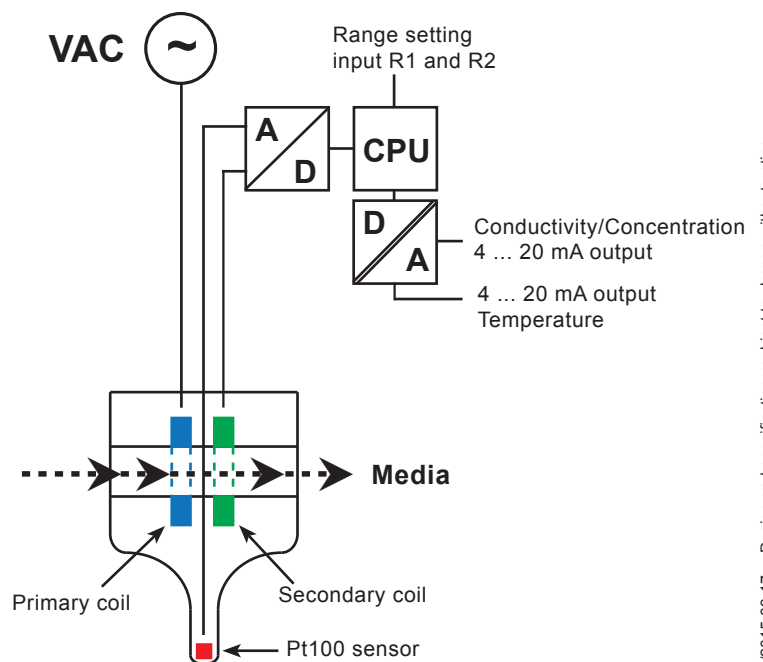 VAC
~
Range setting
input R1 and R2
A
D
CPU
D
A
Conductivity/Concentration
4 ... 20 mA output
4 ... 20 mA output
Temperature
Media
Primary coil
Secondary coil
Pt100 sensor